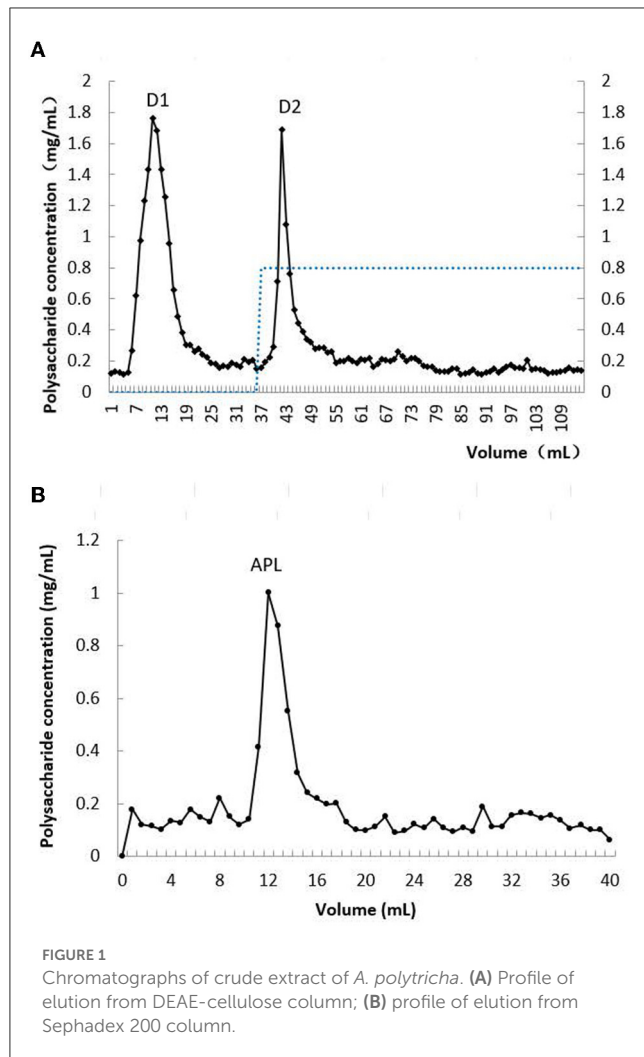 A
D1
D2
Polysaccharide concentration（mg/mL）
2
1.8
1.6
1.4
1.2
1
0.8
0.6
0.4
0.2
0
2
1.8
1.6
1.4
1.2
1
0.8
0.6
0.4
0.2
0
1 7 13 19 25 31 37 43 49 55 61 67 73 79 85 91 97 103 109
Volume（mL）
B
APL
Polysaccharide concentration (mg/mL)
1.2
1
0.8
0.6
0.4
0.2
0
0 4 8 12 16 20 24 28 32 36 40
Volume (mL)
FIGURE 1
Chromatographs of crude extract of A. polytricha. (A) Profile of
elution from DEAE-cellulose column; (B) profile of elution from
Sephadex 200 column.